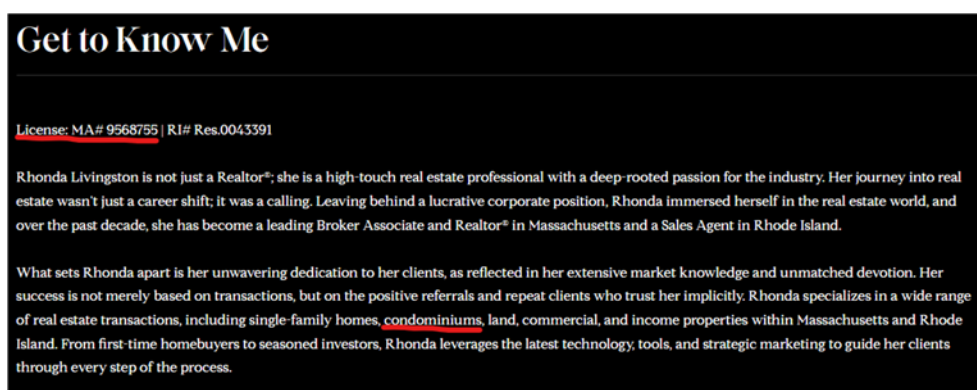 Get to Know Me
License: MA# 9568755 | RI# Res.0043391
Rhonda Livingston is not just a Realtor®; she is a high-touch real estate professional with a deep-rooted passion for the industry. Her journey into real
estate wasn't just a career shift; it was a calling. Leaving behind a lucrative corporate position, Rhonda immersed herself in the real estate world, and
over the past decade, she has become a leading Broker Associate and Realtor® in Massachusetts and a Sales Agent in Rhode Island.
What sets Rhonda apart is her unwavering dedication to her clients, as reflected in her extensive market knowledge and unmatched devotion. Her
success is not merely based on transactions, but on the positive referrals and repeat clients who trust her implicitly. Rhonda specializes in a wide range
of real estate transactions, including single-family homes, condominiums, land, commercial, and income properties within Massachusetts and Rhode
Island. From first-time homebuyers to seasoned investors, Rhonda leverages the latest technology, tools, and strategic marketing to guide her clients
through every step of the process.